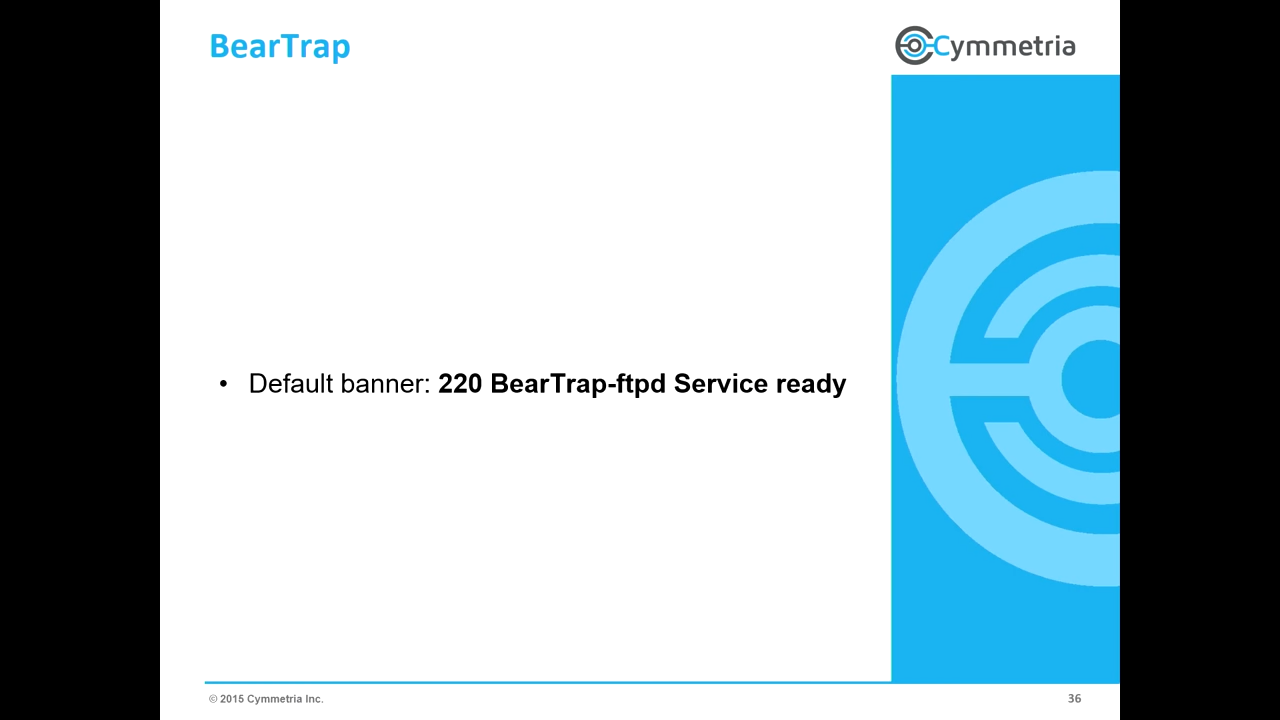 BearTrap
Cymmetria
• Default banner: 220 BearTrap-ftpd Service ready
© 2015 Cymmetria Inc.
36